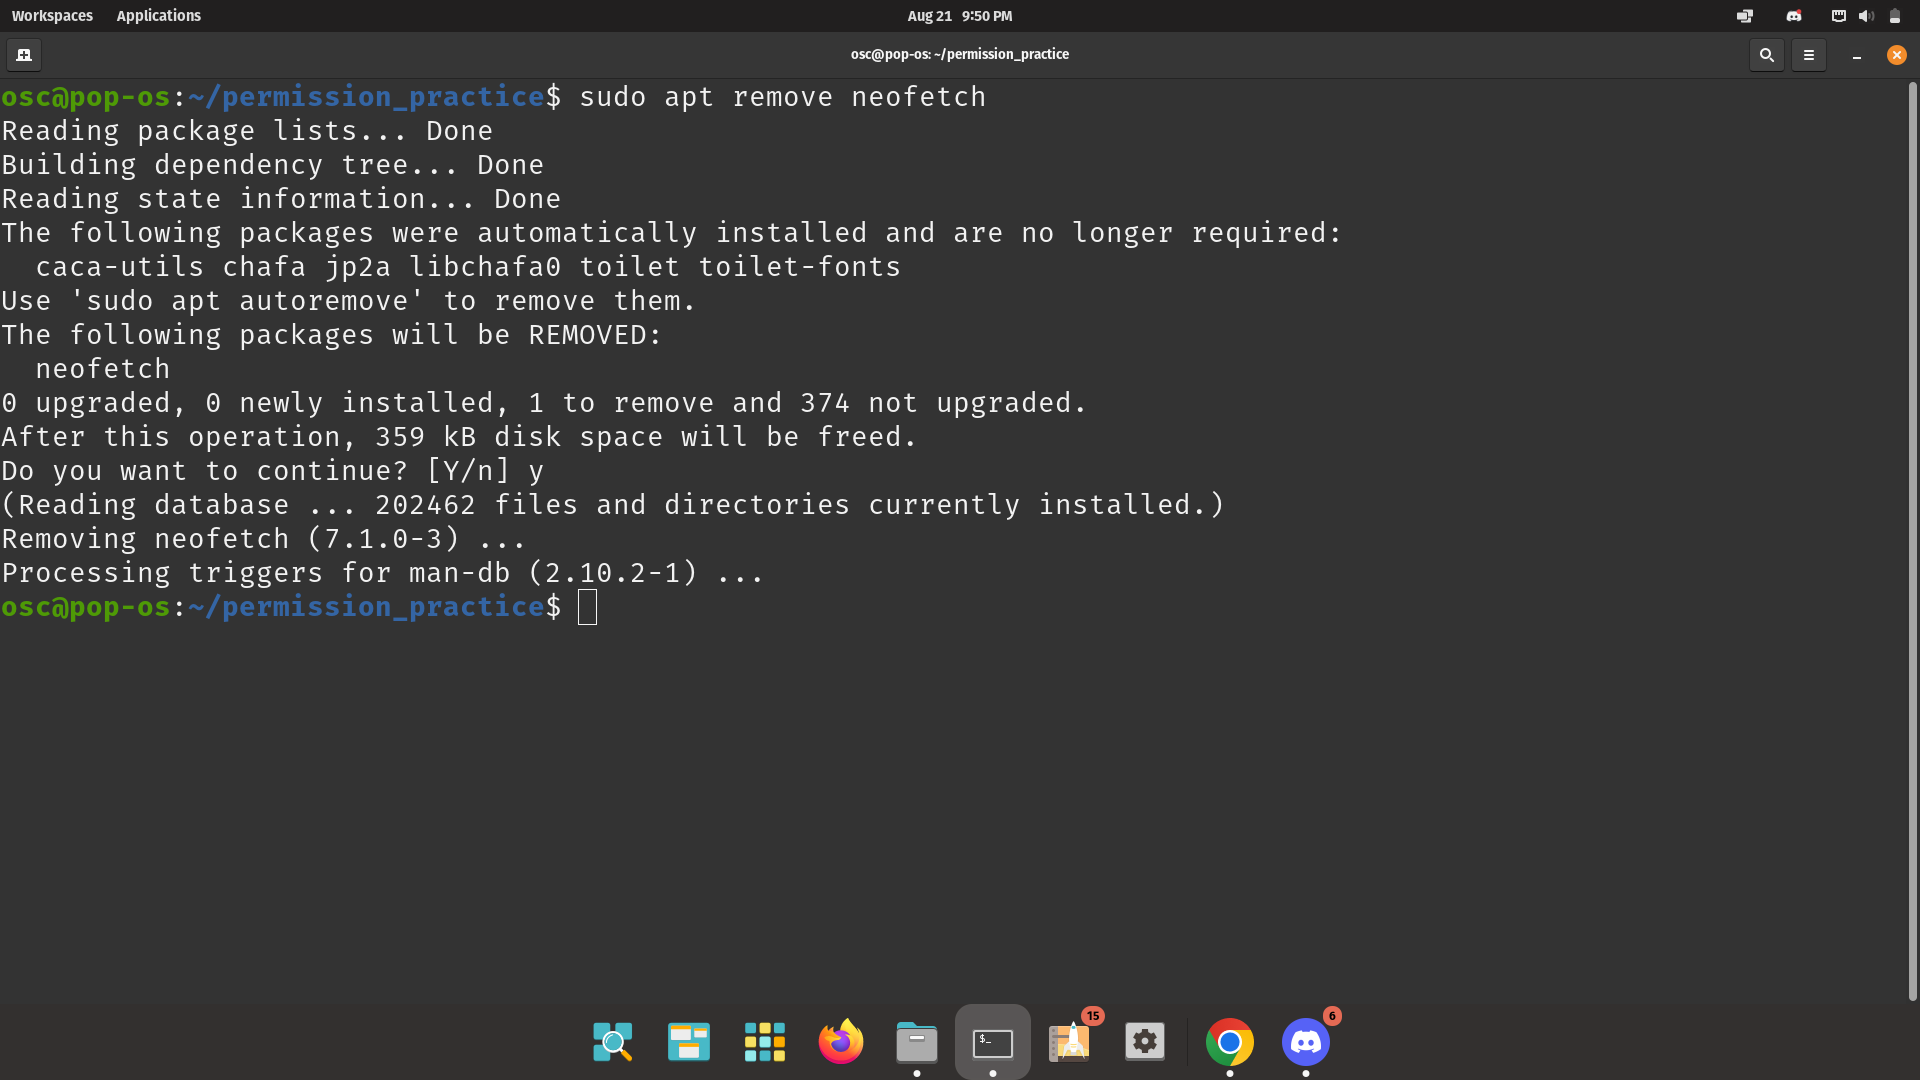 Workspaces Applications Aug 21 9:50 PM
osc@pop-os: ~/permission_practice
osc@pop-os:~/permission_practice$ sudo apt remove neofetch
Reading package lists... Done
Building dependency tree... Done
Reading state information... Done
The following packages were automatically installed and are no longer required:
  caca-utils chafa jp2a libchafa0 toilet toilet-fonts
Use 'sudo apt autoremove' to remove them.
The following packages will be REMOVED:
  neofetch
0 upgraded, 0 newly installed, 1 to remove and 374 not upgraded.
After this operation, 359 kB disk space will be freed.
Do you want to continue? [Y/n] y
(Reading database ... 202462 files and directories currently installed.)
Removing neofetch (7.1.0-3) ...
Processing triggers for man-db (2.10.2-1) ...
osc@pop-os:~/permission_practice$
$_ 15 6